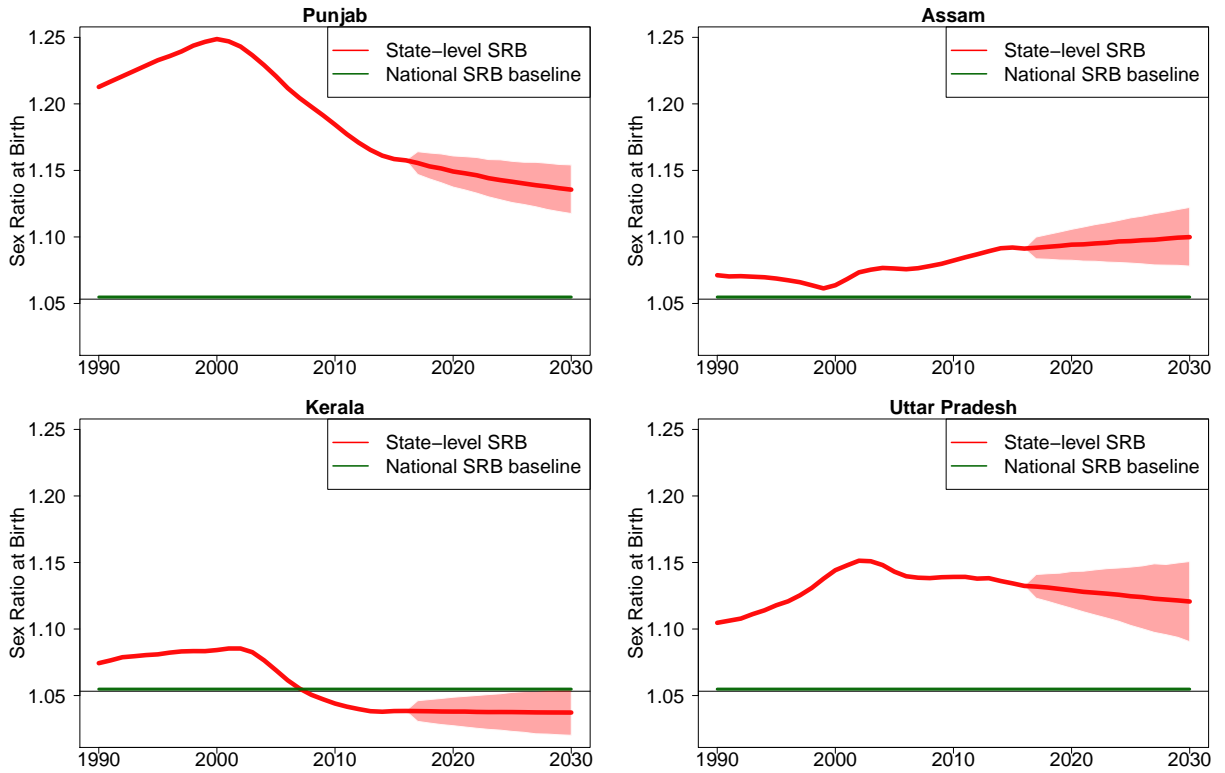 Punjab
Sex Ratio at Birth
1.25
1.20
1.15
1.10
1.05
1990 2000 2010 2020 2030
State−level SRB
National SRB baseline
Assam
Sex Ratio at Birth
1.25
1.20
1.15
1.10
1.05
1990 2000 2010 2020 2030
State−level SRB
National SRB baseline
Kerala
Sex Ratio at Birth
1.25
1.20
1.15
1.10
1.05
1990 2000 2010 2020 2030
State−level SRB
National SRB baseline
Uttar Pradesh
Sex Ratio at Birth
1.25
1.20
1.15
1.10
1.05
1990 2000 2010 2020 2030
State−level SRB
National SRB baseline